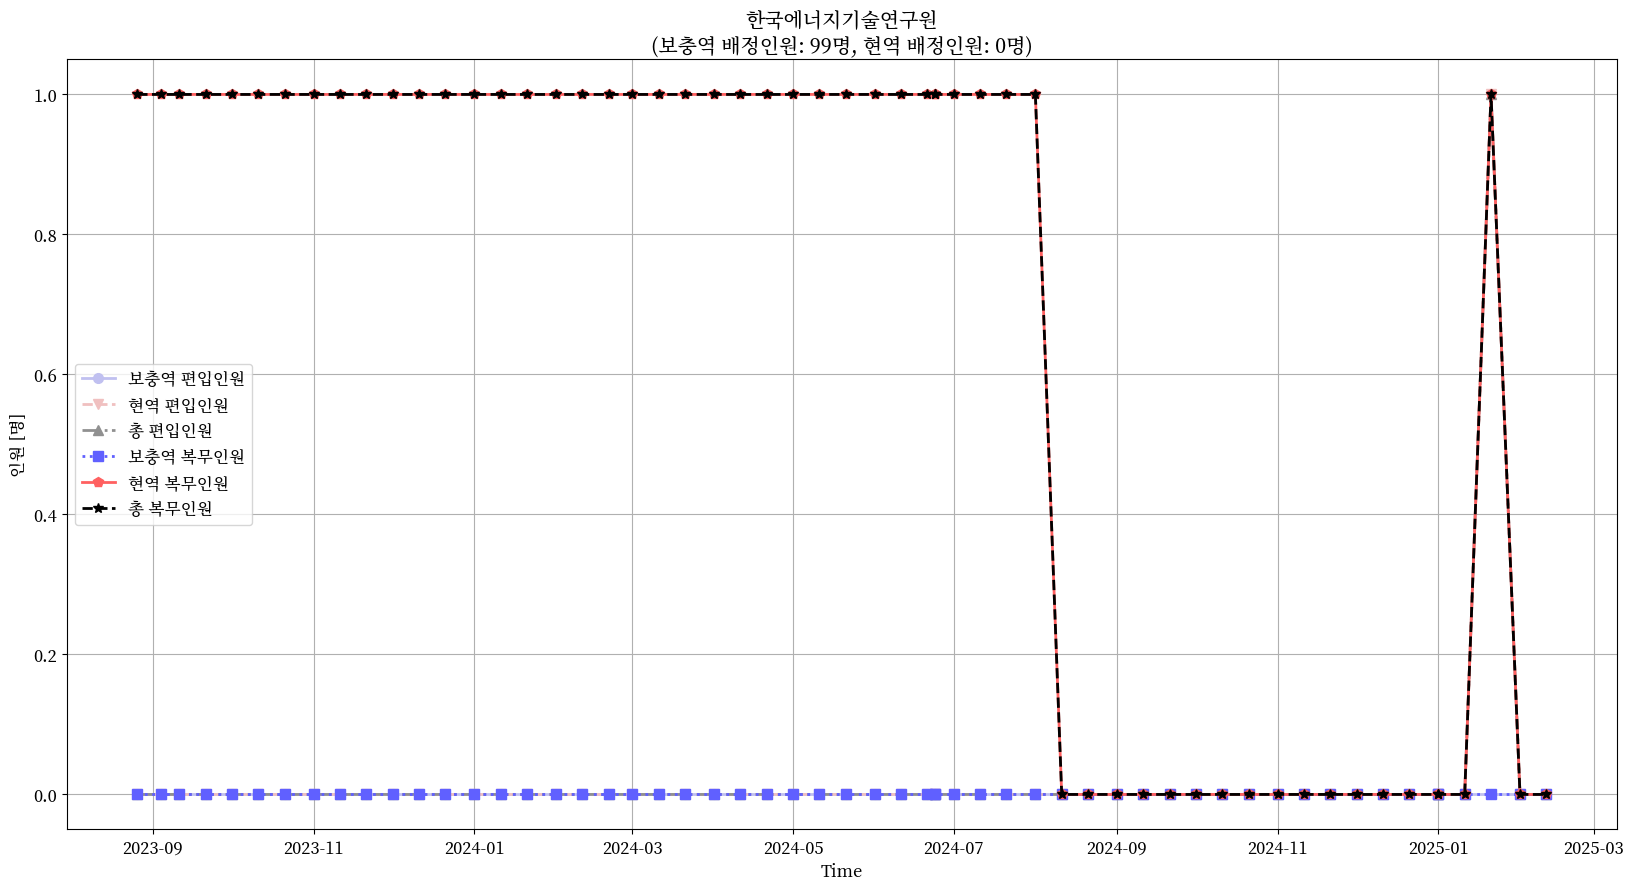 한국에너지기술연구원
(보충역 배정인원: 99명, 현역 배정인원: 0명)
1.0
0.8
0.6
0.4
0.2
0.0
인원 [명]
보충역 편입인원
현역 편입인원
총 편입인원
보충역 복무인원
현역 복무인원
총 복무인원
2023-09
2023-11
2024-01
2024-03
2024-05
2024-07
2024-09
2024-11
2025-01
2025-03
Time